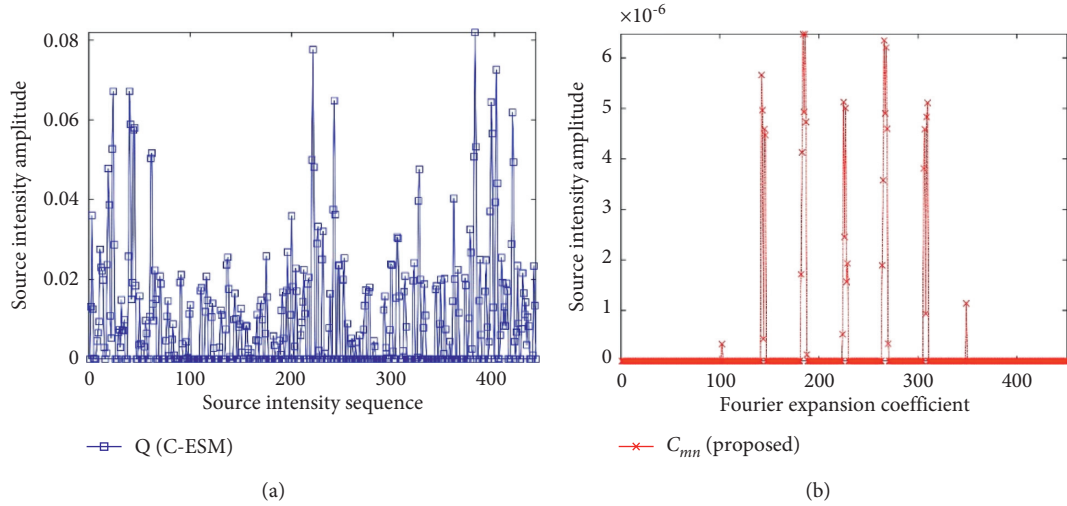 0.08
0.06
0.04
0.02
0
Source intensity amplitude
0 100 200 300 400
Source intensity sequence
Q (C-ESM)
(a)
×10⁻⁶
6
5
4
3
2
1
0
Source intensity amplitude
0 100 200 300 400
Fourier expansion coefficient
Cₘₙ (proposed)
(b)